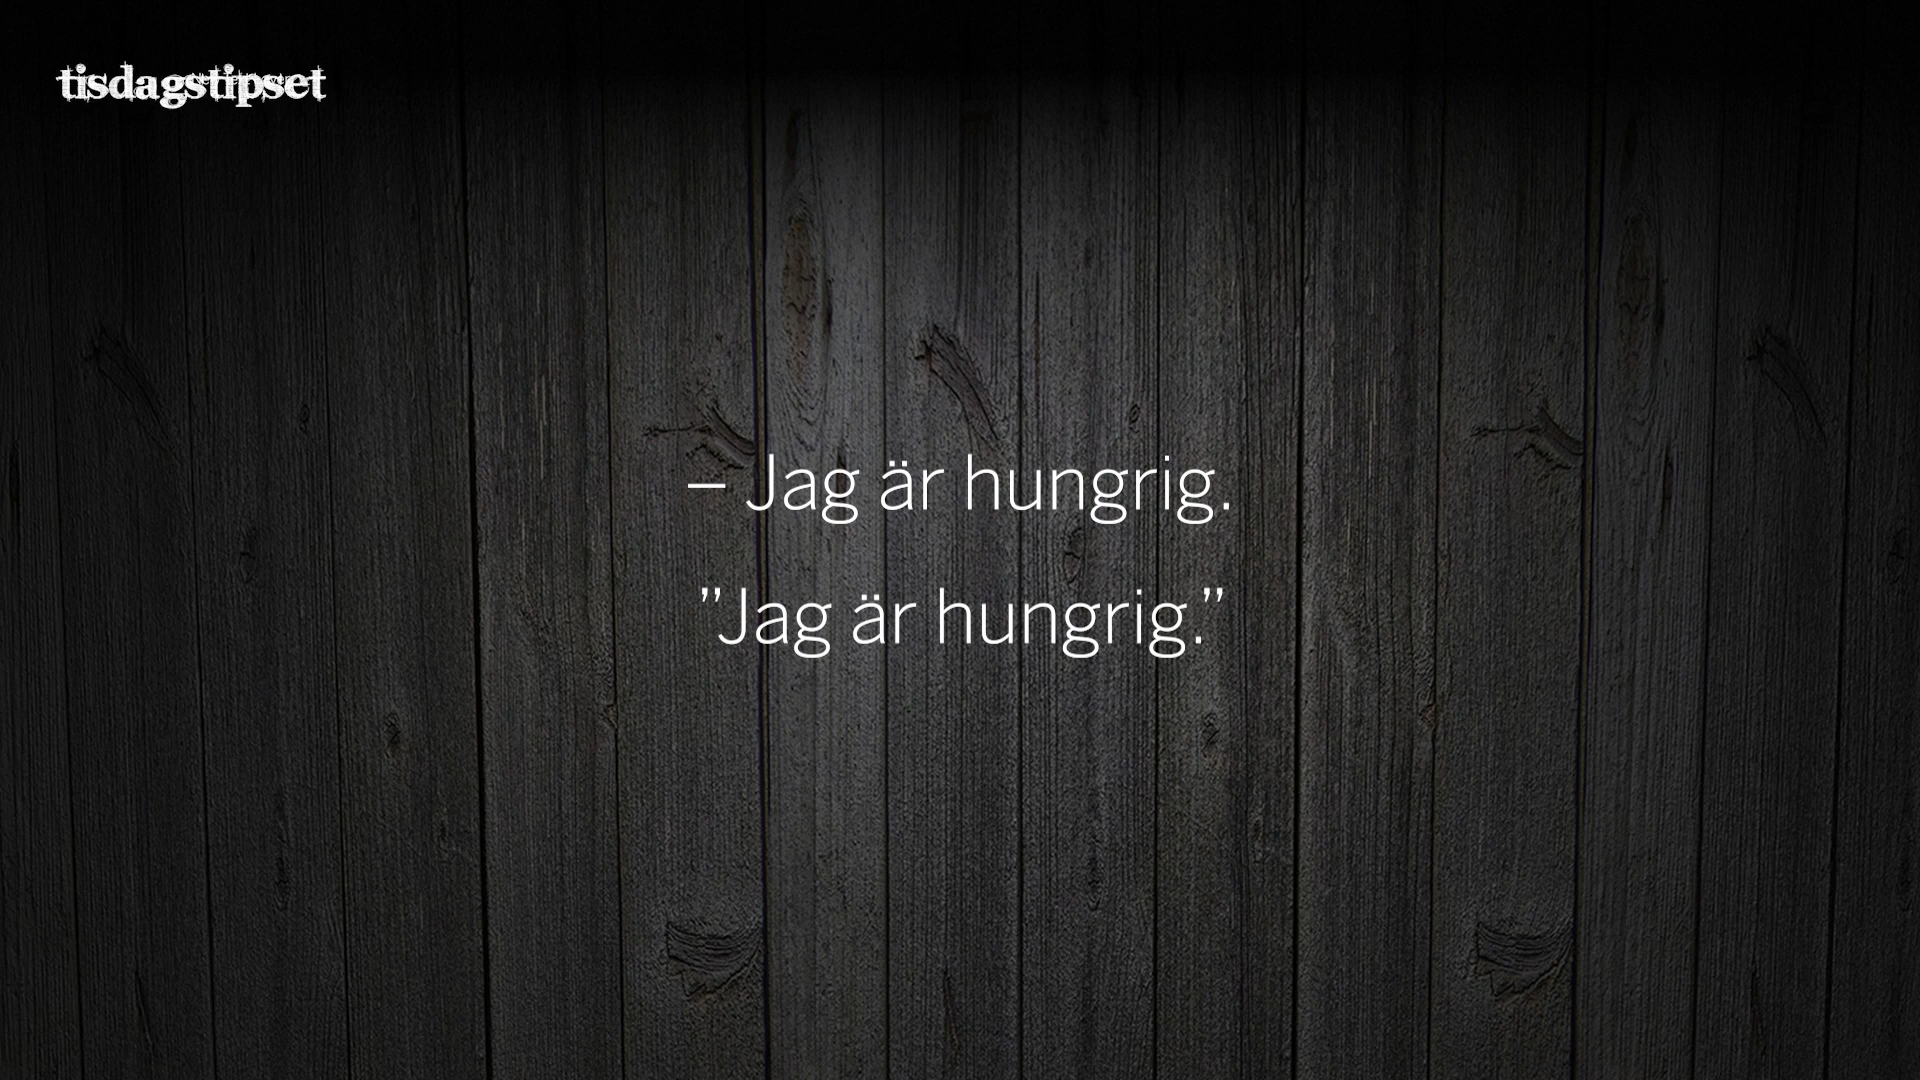 tisdagstipset
– Jag är hungrig.
”Jag är hungrig.”